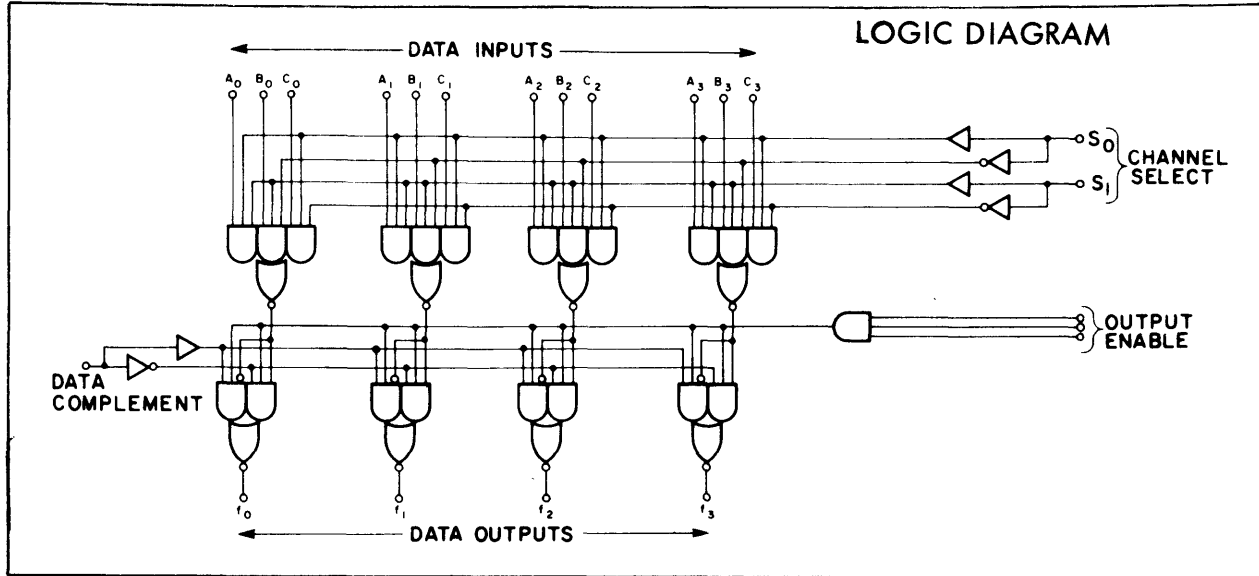 LOGIC DIAGRAM
DATA INPUTS
A0 B0 C0 A1 B1 C1 A2 B2 C2 A3 B3 C3
S0
CHANNEL
SELECT
S1
OUTPUT
ENABLE
DATA
COMPLEMENT
f0 f1 f2 f3
DATA OUTPUTS